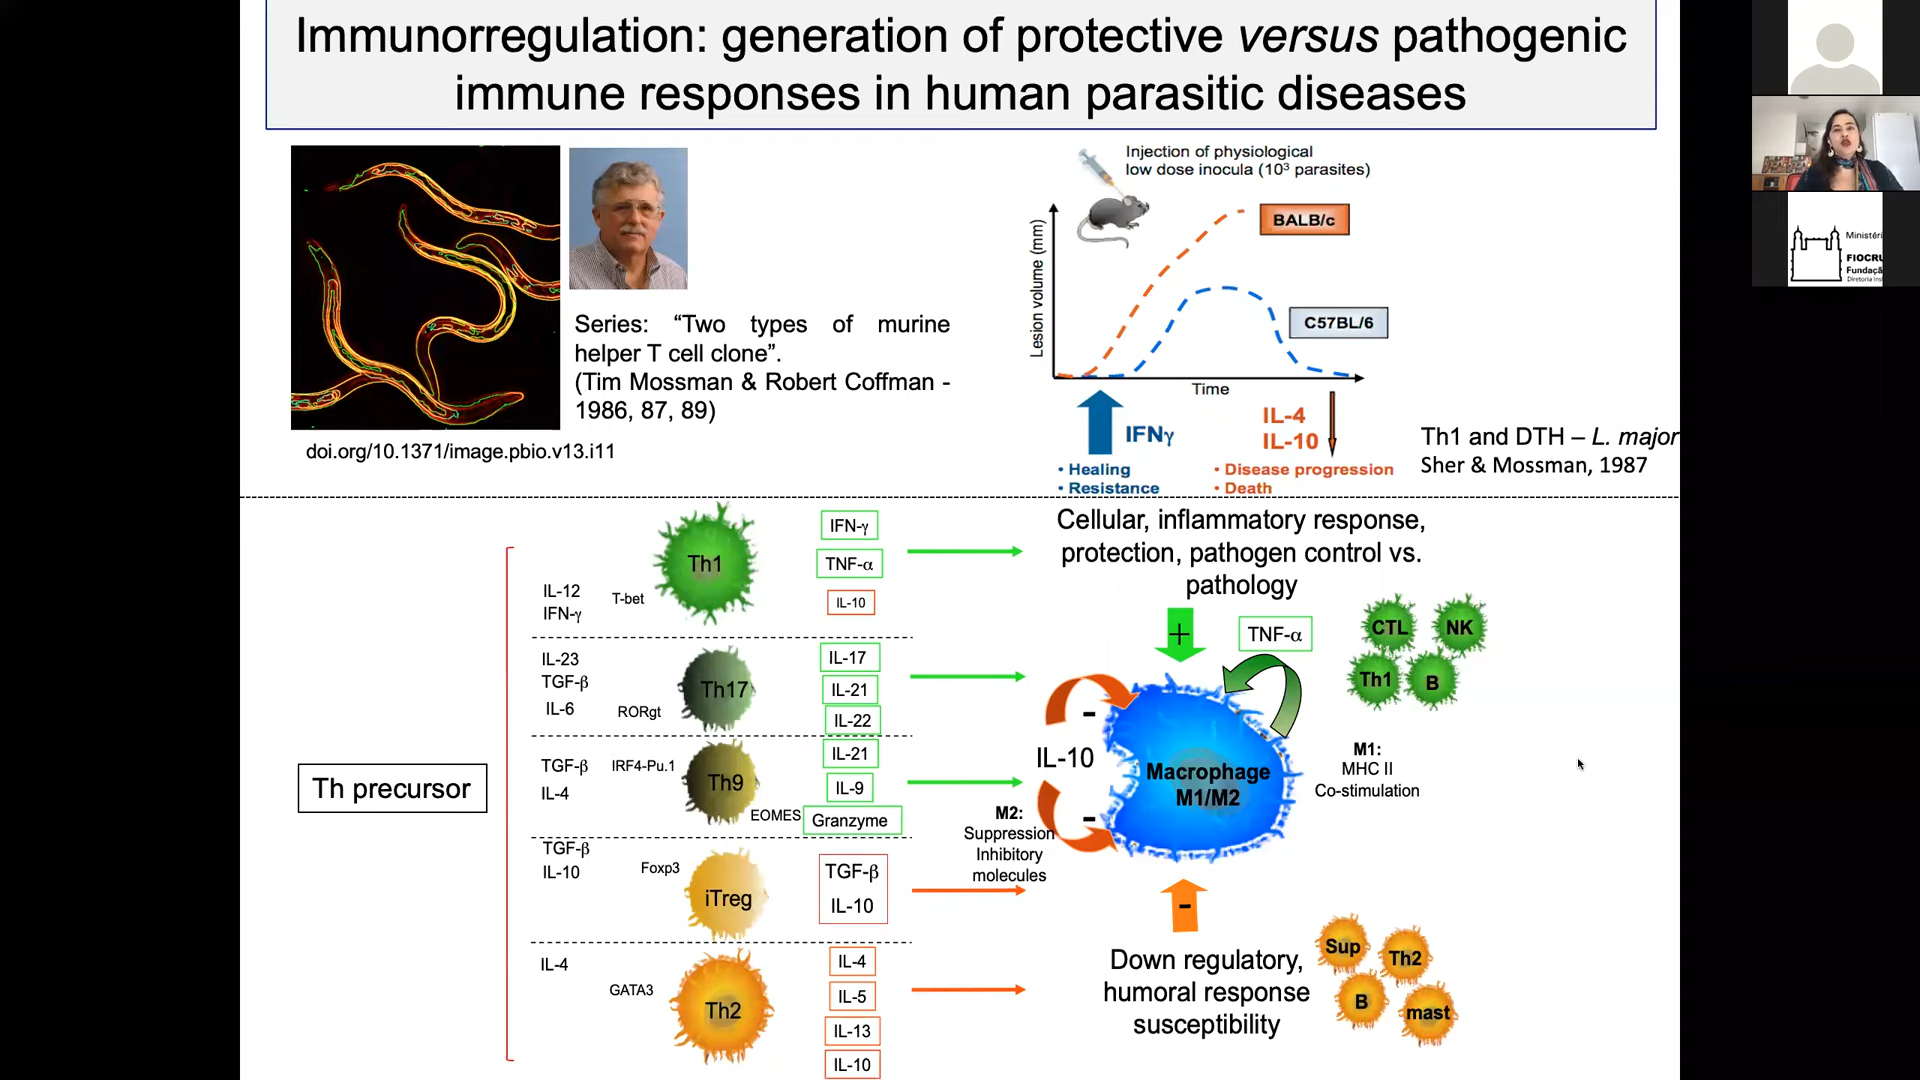 Immunorregulation: generation of protective versus pathogenic
immune responses in human parasitic diseases
Series: “Two types of murine
helper T cell clone”.
(Tim Mossman & Robert Coffman -
1986, 87, 89)
doi.org/10.1371/image.pbio.v13.i11
Injection of physiological
low dose inocula (10³ parasites)
Lesion volume (mm)
BALB/c
C57BL/6
Time
IFNγ
• Healing
• Resistance
IL-4
IL-10
• Disease progression
• Death
Th1 and DTH – L. major
Sher & Mossman, 1987
Th precursor
IL-12
IFN-γ
T-bet
Th1
IFN-γ
TNF-α
IL-10
IL-23
TGF-β
IL-6
RORgt
Th17
IL-17
IL-21
IL-22
TGF-β
IL-4
IRF4-Pu.1
Th9
EOMES
IL-21
IL-9
Granzyme
TGF-β
IL-10
Foxp3
iTreg
TGF-β
IL-10
IL-4
GATA3
Th2
IL-4
IL-5
IL-13
IL-10
Cellular, inflammatory response,
protection, pathogen control vs.
pathology
+
TNF-α
CTL
NK
Th1
B
-
IL-10
-
Macrophage
M1/M2
M1:
MHC II
Co-stimulation
M2:
Suppression
Inhibitory
molecules
-
Down regulatory,
humoral response
susceptibility
Sup
Th2
B
mast
Ministéri
FIOCRU
Fundaçã
Diretoria Ins